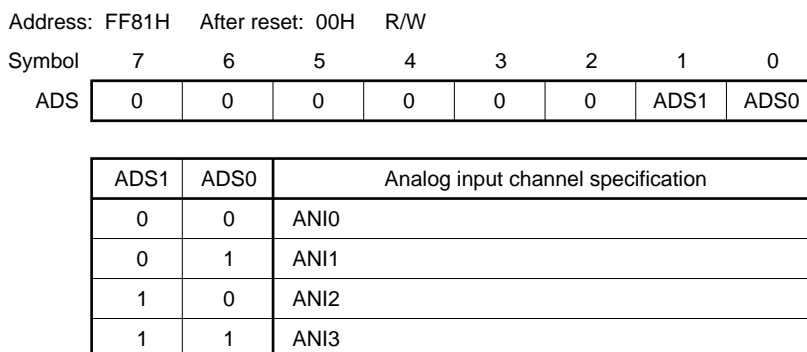 Address: FF81H After reset: 00H R/W
Symbol 7 6 5 4 3 2 1 0
ADS 0 0 0 0 0 0 ADS1 ADS0
ADS1 ADS0 Analog input channel specification
0 0 ANI0
0 1 ANI1
1 0 ANI2
1 1 ANI3